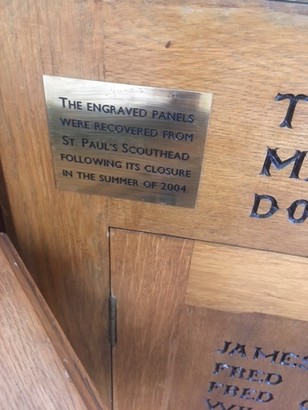 THE ENGRAVED PANELS
WERE RECOVERED FROM
ST. PAUL'S SCOUTHEAD
FOLLOWING ITS CLOSURE
IN THE SUMMER OF 2004
JAMES
FRED
FRED